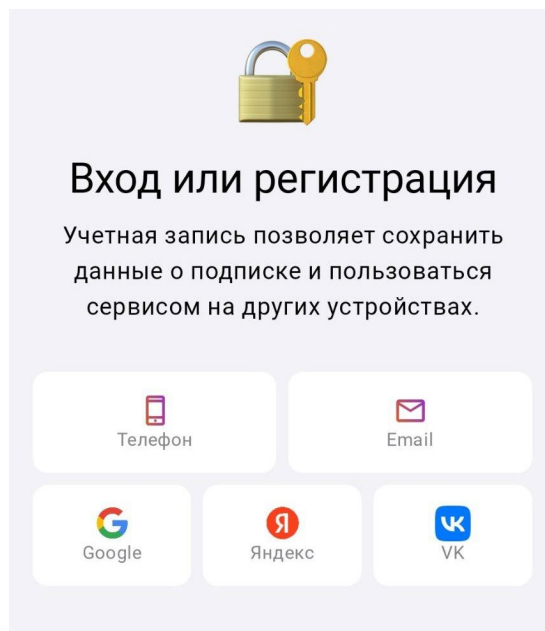 Вход или регистрация
Учетная запись позволяет сохранить
данные о подписке и пользоваться
сервисом на других устройствах.
Телефон
Email
Google
Яндекс
VK